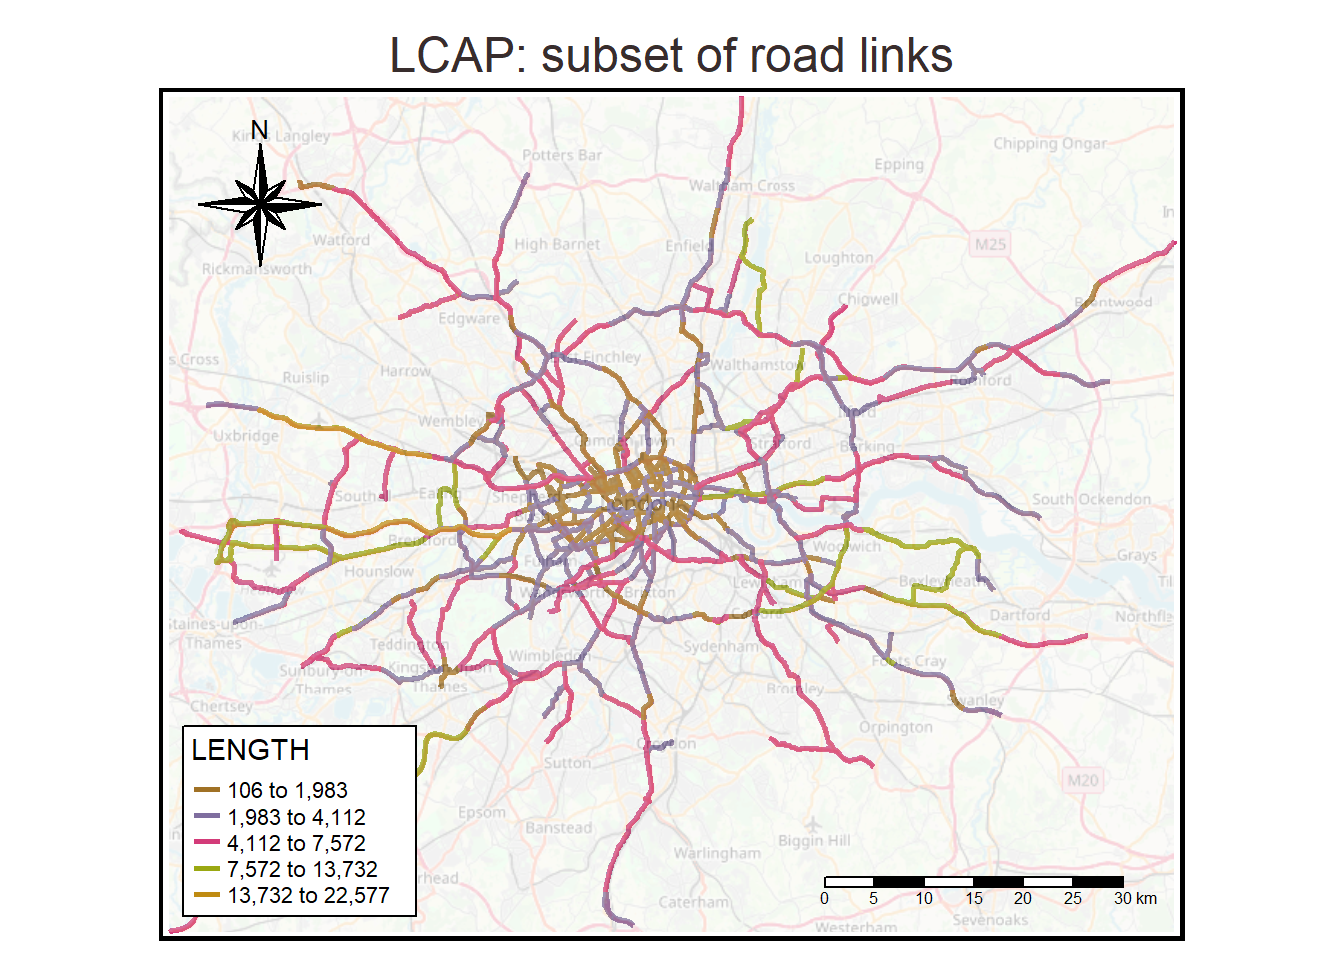 LCAP: subset of road links
N
Kings Langley
Potters Bar
Chipping Ongar
Epping
Waltham Cross
Watford
High Barnet
Enfield
M25
Loughton
Rickmansworth
Chigwell
Brentwood
Edgware
Finchley
Walthamstow
Harrow
Ruislip
Romford
Wembley
Uxbridge
Camden Town
Stratford
Barking
South Ockendon
Grays
Woolwich
Brentford
Hounslow
Fulham
Bexleyheath
Dartford
Brixton
Staines-upon-
Thames
Teddington
Sydenham
Wimbledon
Foots Cray
Sunbury-on-
Thames
Kingston upon
Thames
Bromley
Swanley
Chertsey
Orpington
Croydon
Sutton
M20
LENGTH
106 to 1,983
1,983 to 4,112
4,112 to 7,572
7,572 to 13,732
13,732 to 22,577
Epsom
Banstead
Biggin Hill
Warlingham
Caterham
Westerham
Sevenoaks
0 5 10 15 20 25 30 km